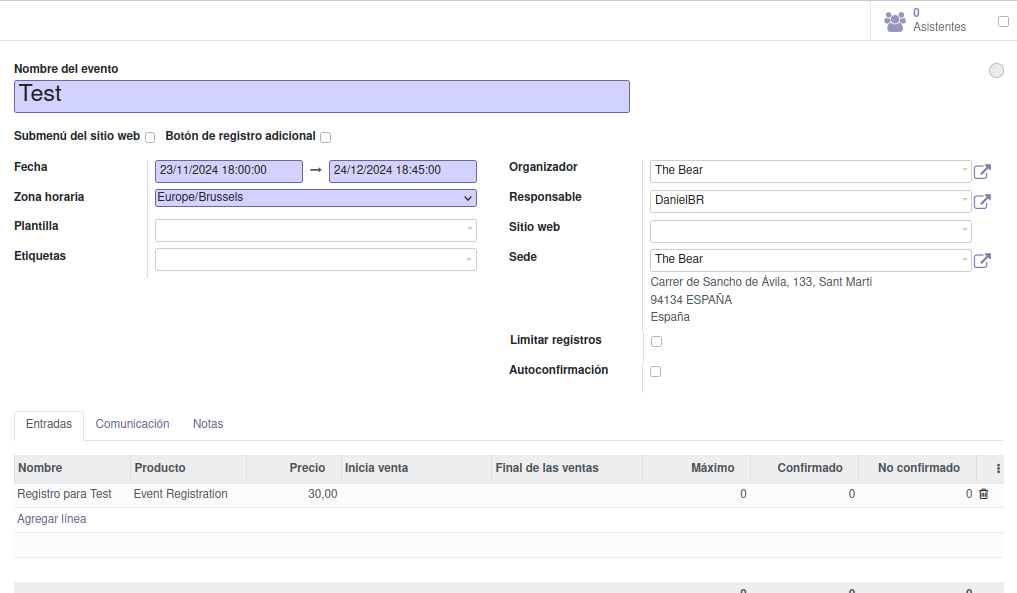 0
Asistentes
Nombre del evento
Test
Submenú del sitio web Botón de registro adicional
Fecha 23/11/2024 18:00:00 → 24/12/2024 18:45:00
Zona horaria Europe/Brussels
Plantilla
Etiquetas
Organizador The Bear
Responsable DanielBR
Sitio web
Sede The Bear
Carrer de Sancho de Ávila, 133, Sant Martí
94134 ESPAÑA
España
Limitar registros
Autoconfirmación
Entradas Comunicación Notas
Nombre Producto Precio Inicia venta Final de las ventas Máximo Confirmado No confirmado
Registro para Test Event Registration 30,00 0 0 0
Agregar línea
0 0 0